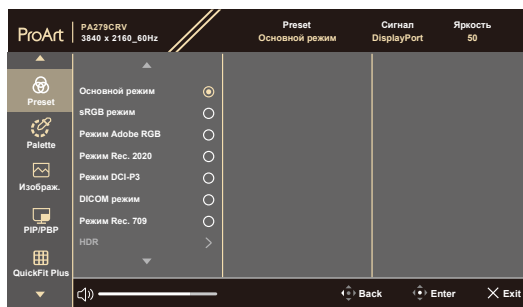 ProArt
PA279CRV
3840 x 2160_60Hz
Preset
Основной режим
Сигнал
DisplayPort
Яркость
50
Preset
Palette
Изображ.
PIP/PBP
QuickFit Plus
Основной режим
sRGB режим
Режим Adobe RGB
Режим Rec. 2020
Режим DCI-P3
DICOM режим
Режим Rec. 709
HDR
Back
Enter
Exit